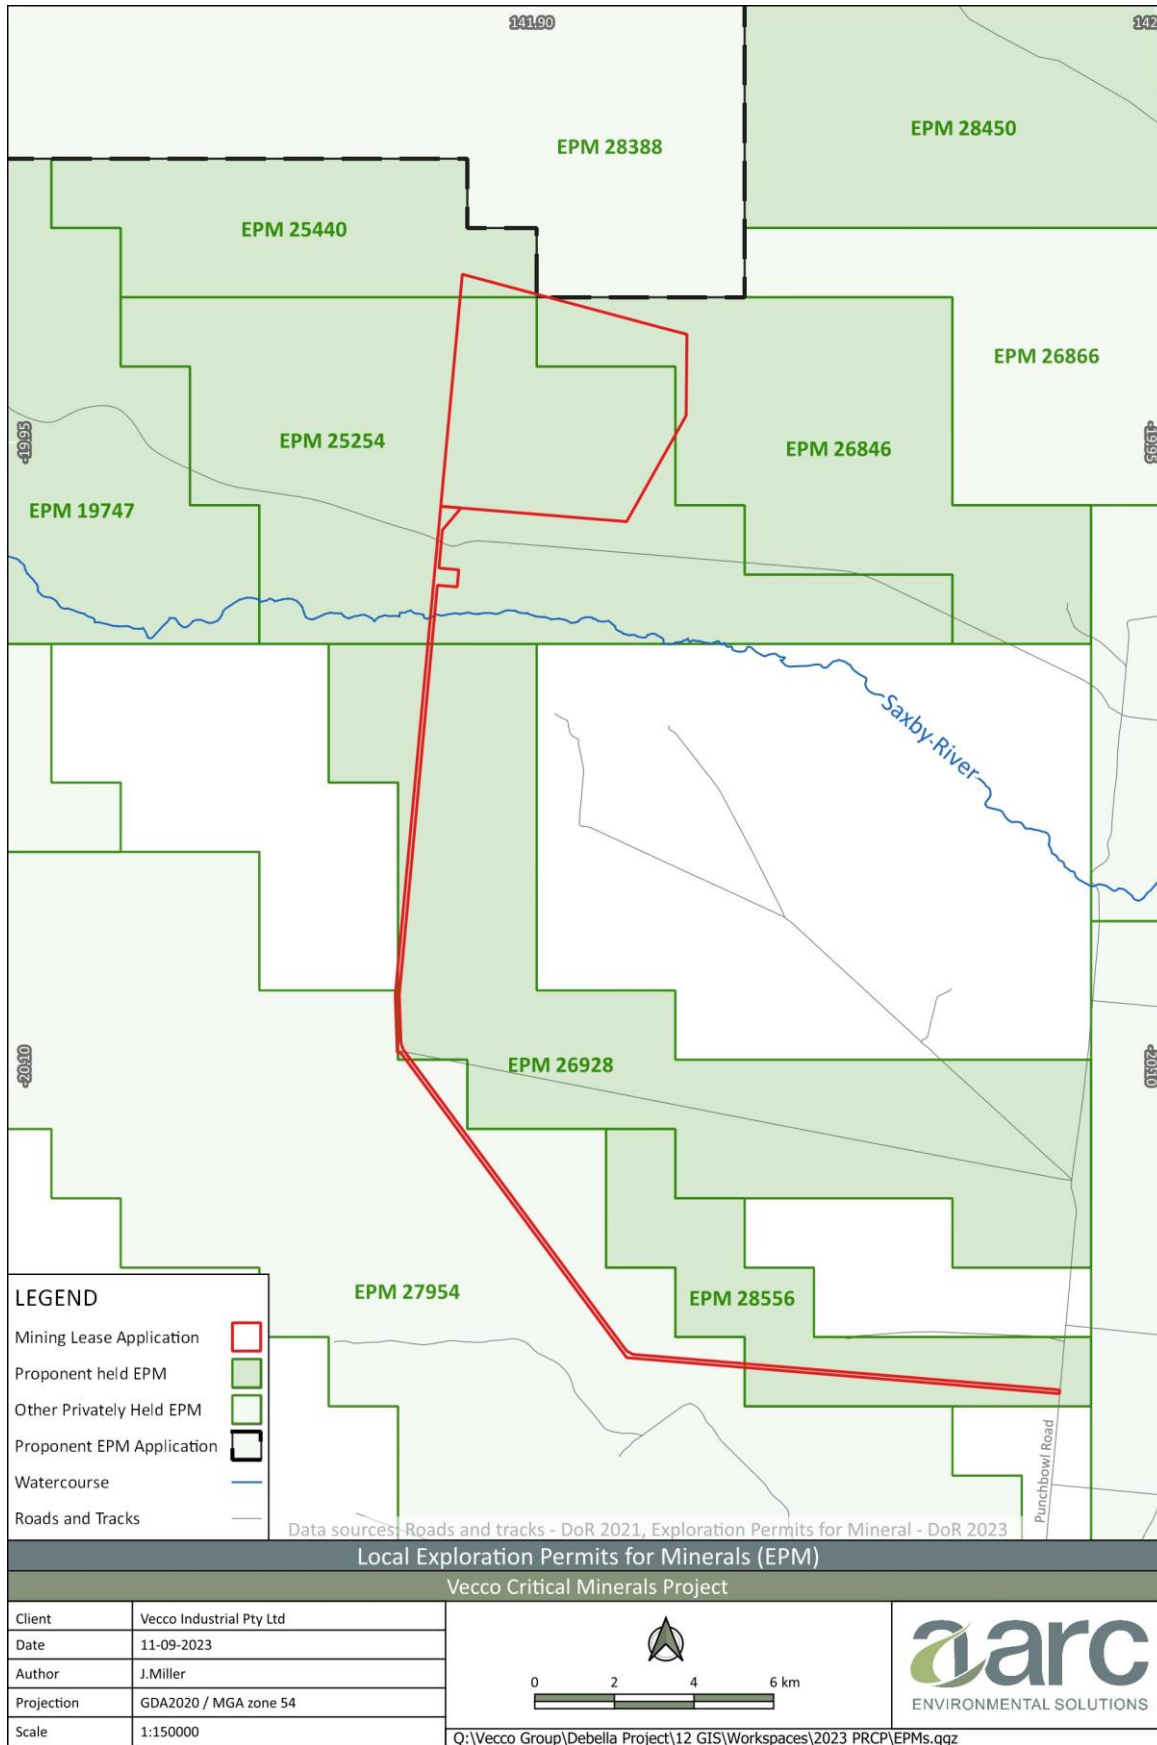 141.90
142
EPM 28450
EPM 28388
EPM 25440
EPM 26866
-19.95
-19.95
EPM 25254
EPM 26846
EPM 19747
Saxby River
-20.10
-20.10
EPM 26928
EPM 27954
EPM 28556
Punchbowl Road
LEGEND
Mining Lease Application
Proponent held EPM
Other Privately Held EPM
Proponent EPM Application
Watercourse
Roads and Tracks
Data sources: Roads and tracks - DoR 2021, Exploration Permits for Mineral - DoR 2023
Local Exploration Permits for Minerals (EPM)
Vecco Critical Minerals Project
Client Vecco Industrial Pty Ltd
Date 11-09-2023
Author J.Miller
Projection GDA2020 / MGA zone 54
Scale 1:150000
0 2 4 6 km
Q:\Vecco Group\Debella Project\12 GIS\Workspaces\2023 PRCP\EPMs.qgz
aarc
ENVIRONMENTAL SOLUTIONS